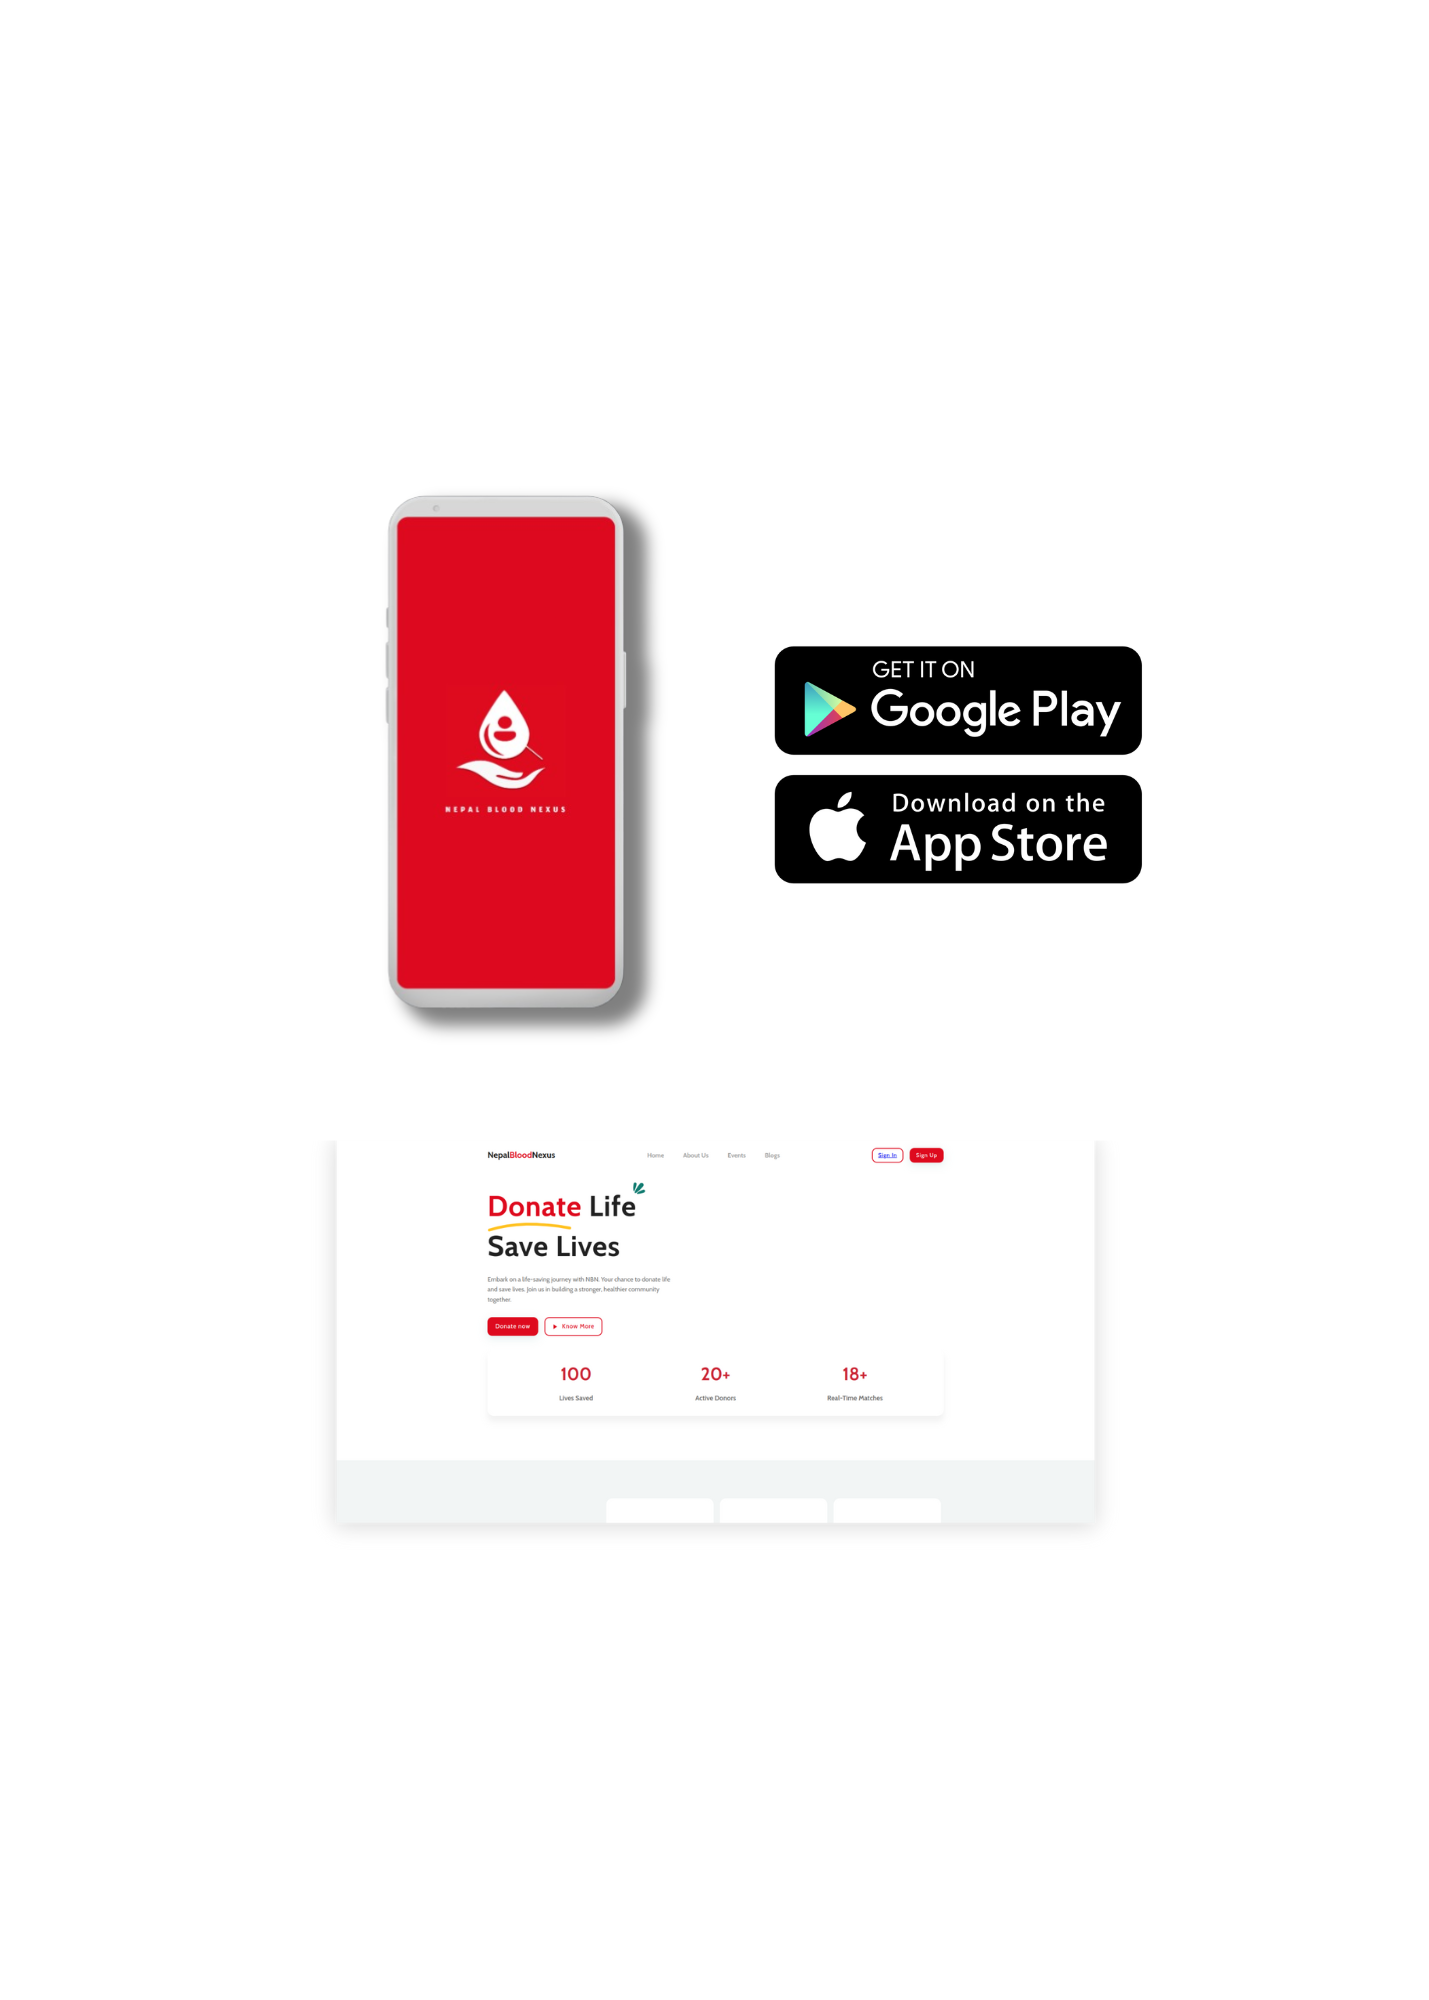 NEPAL BLOOD NEXUS
GET IT ON
Google Play
Download on the
App Store
NepalBloodNexus
Home
About Us
Events
Blogs
Sign In
Sign Up
Donate Life
Save Lives
Embark on a life-saving journey with NBN. Your chance to donate life
and save lives. Join us in building a stronger, healthier community
together.
Donate now
Know More
100
20+
18+
Lives Saved
Active Donors
Real-Time Matches